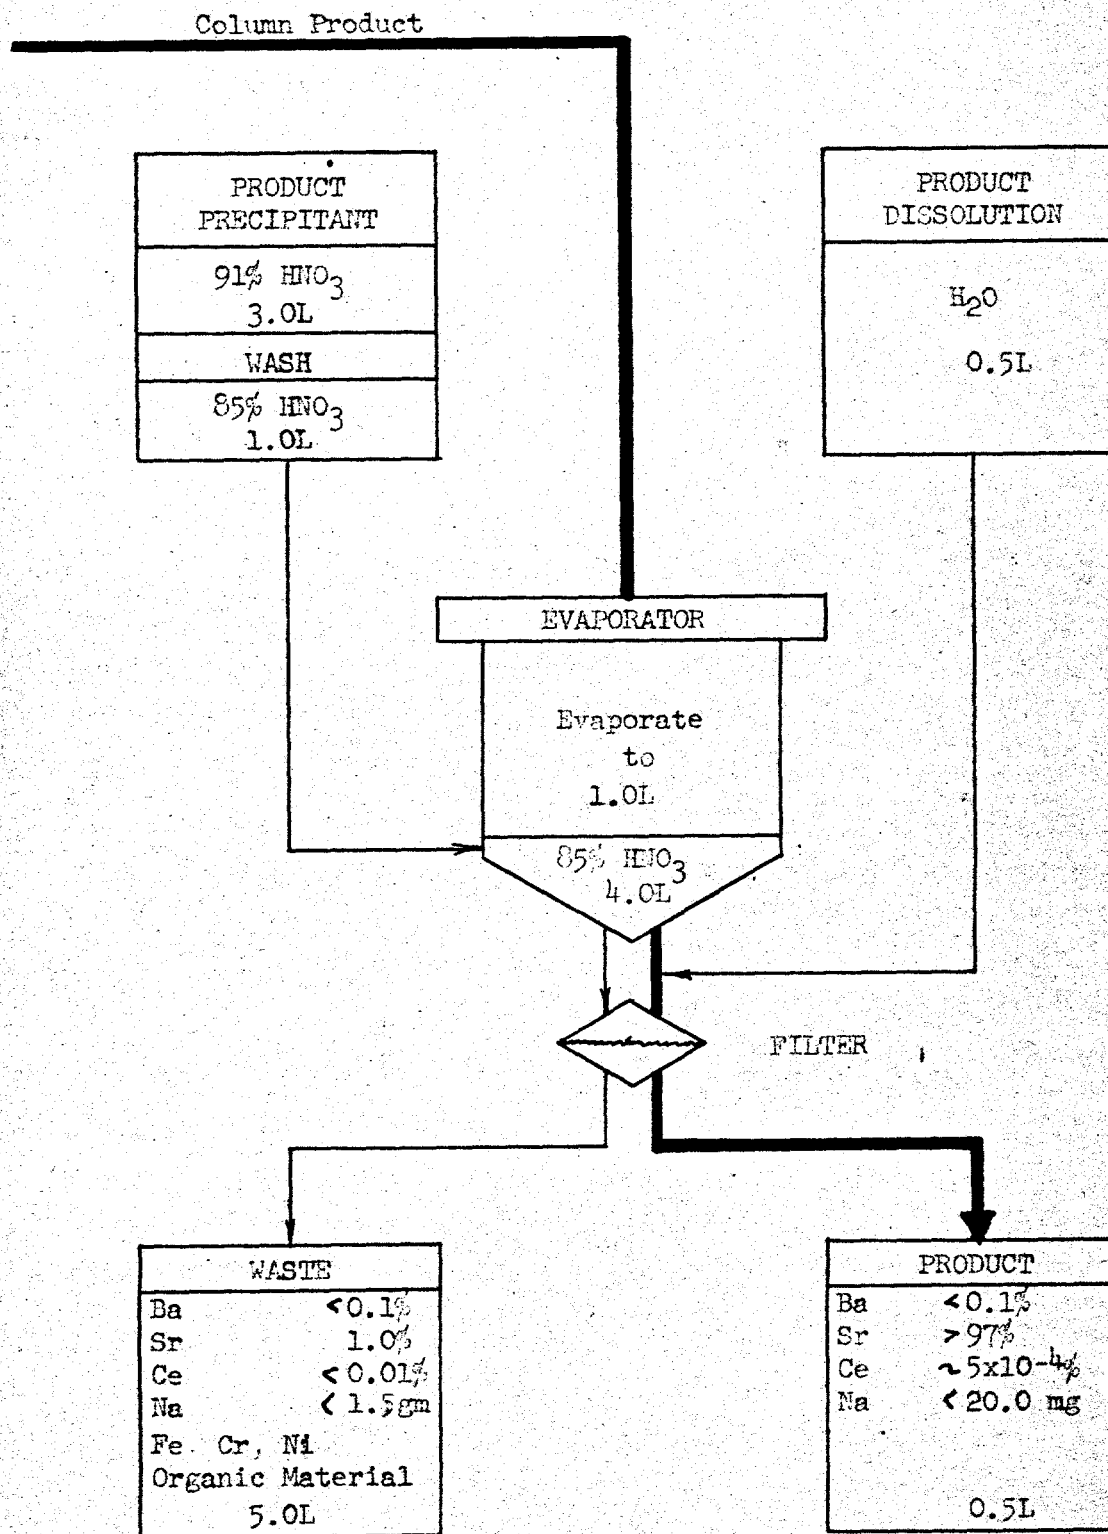 Column Product
PRODUCT
PRECIPITANT
91% HNO3
3.0L
WASH
85% HNO3
1.0L
PRODUCT
DISSOLUTION
H2O
0.5L
EVAPORATOR
Evaporate
to
1.0L
85% HNO3
4.0L
FILTER
WASTE
Ba <0.1%
Sr 1.0%
Ce <0.01%
Na <1.5gm
Fe Cr, Ni
Organic Material
5.0L
PRODUCT
Ba <0.1%
Sr >97%
Ce ~5x10-4%
Na <20.0 mg
0.5L